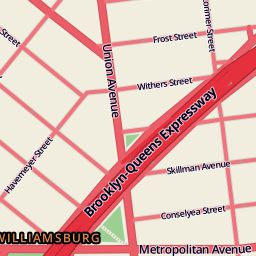 Frost Street
Lorimer Street
Union Avenue
Withers Street
Havemeyer Street
Brooklyn-Queens Expressway
Skillman Avenue
Conselyea Street
WILLIAMSBURG
Metropolitan Avenue